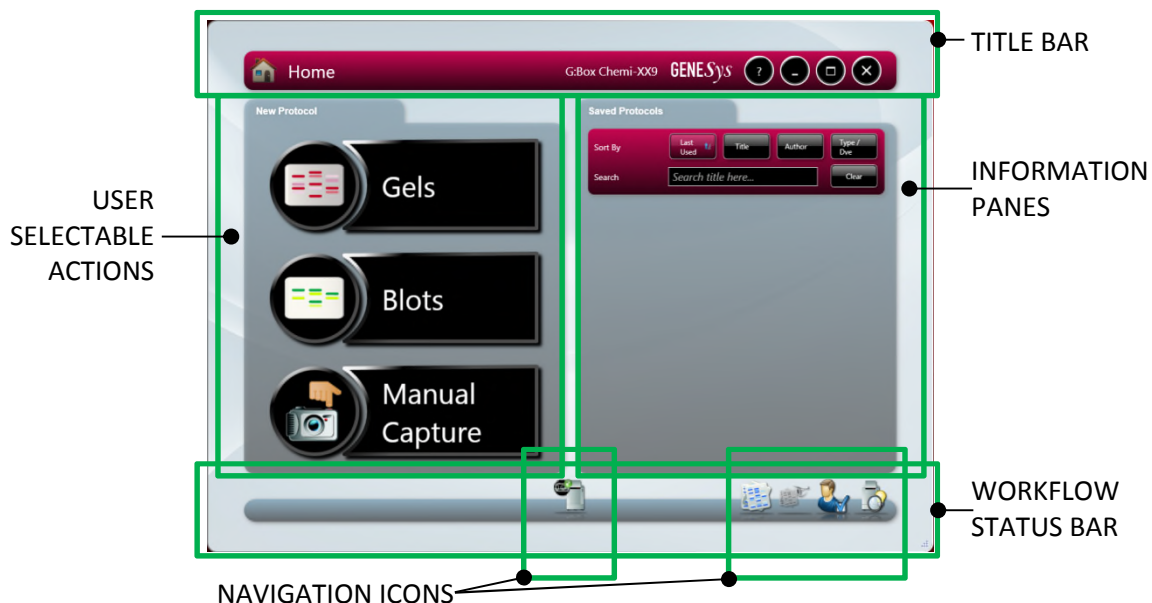 TITLE BAR
Home
G:Box Chemi-XX9 GENESys ?
New Protocol
Saved Protocols
Sort By
Last Used
Title
Author
Type / Dye
Search
Search title here...
Clear
INFORMATION
PANES
USER
SELECTABLE
ACTIONS
Gels
Blots
Manual
Capture
WORKFLOW
STATUS BAR
NAVIGATION ICONS